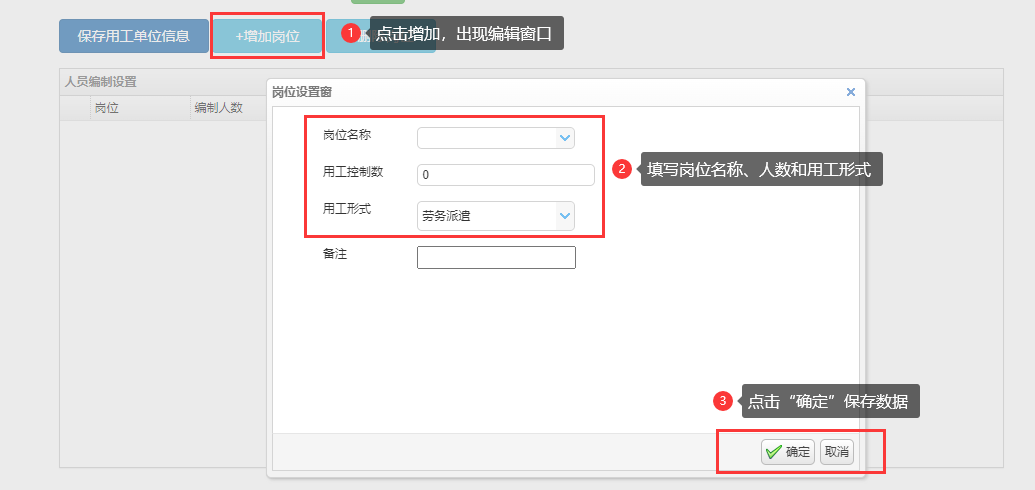 保存用工单位信息
+增加岗位
1
点击增加，出现编辑窗口
人员编制设置
岗位
编制人数
岗位设置窗
岗位名称
用工控制数
0
2
填写岗位名称、人数和用工形式
用工形式
劳务派遣
备注
3
点击“确定”保存数据
确定
取消